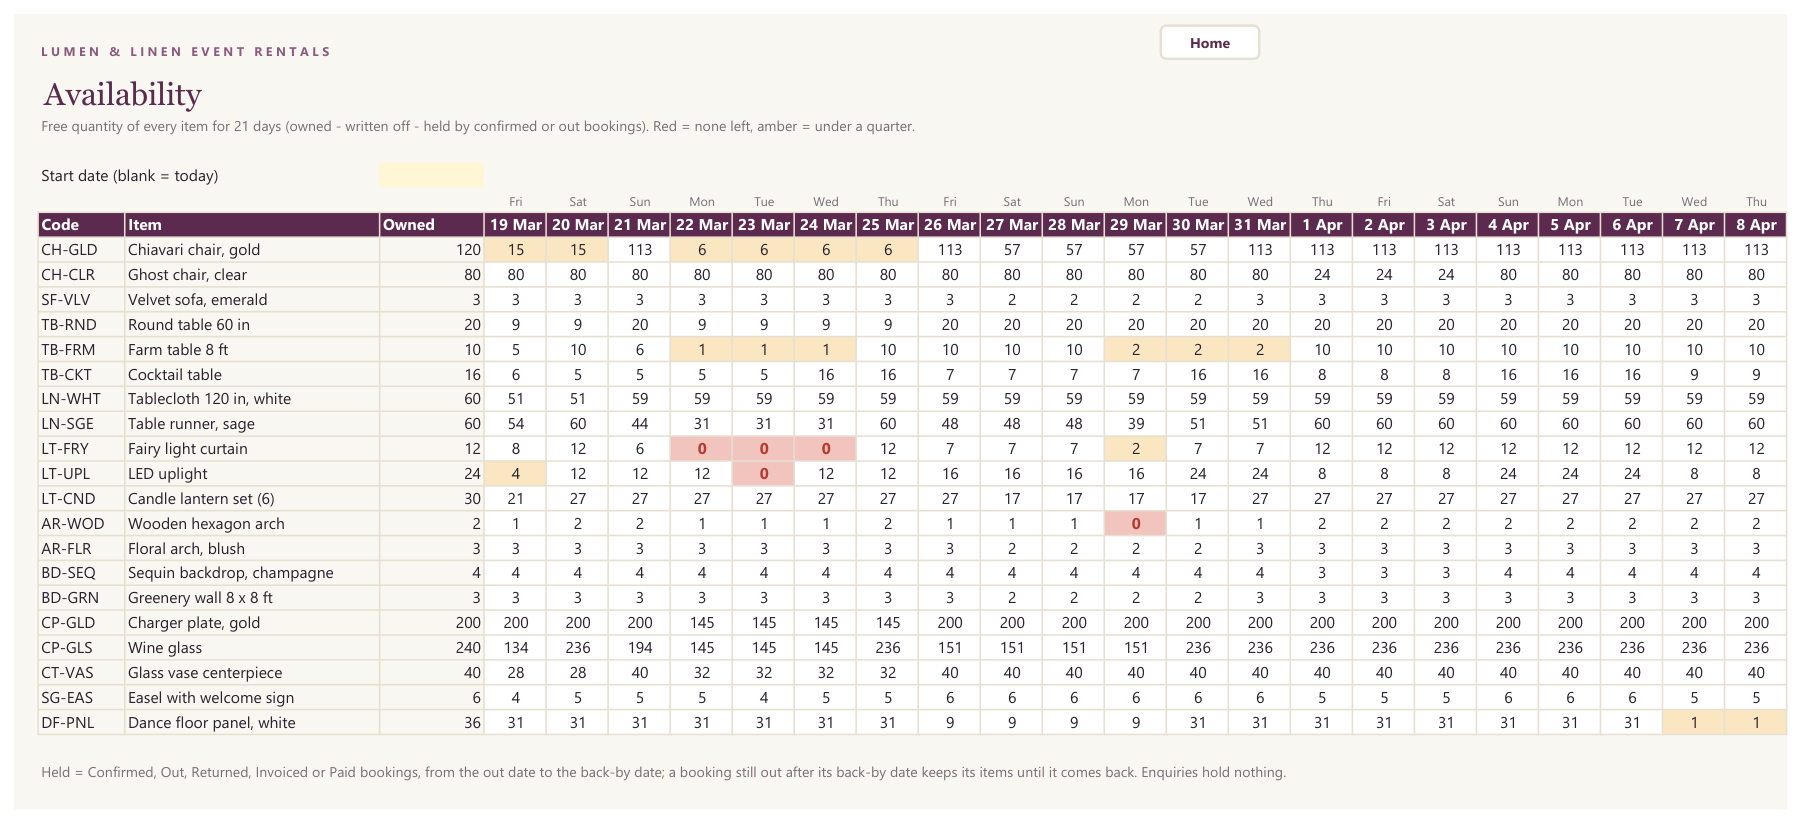 Home
LUMEN & LINEN EVENT RENTALS
Availability
Free quantity of every item for 21 days (owned - written off - held by confirmed or out bookings). Red = none left, amber = under a quarter.
Start date (blank = today)
Fri Sat Sun Mon Tue Wed Thu Fri Sat Sun Mon Tue Wed Thu Fri Sat Sun Mon Tue Wed Thu
Code Item Owned 19 Mar 20 Mar 21 Mar 22 Mar 23 Mar 24 Mar 25 Mar 26 Mar 27 Mar 28 Mar 29 Mar 30 Mar 31 Mar 1 Apr 2 Apr 3 Apr 4 Apr 5 Apr 6 Apr 7 Apr 8 Apr
CH-GLD Chiavari chair, gold 120 15 15 113 6 6 6 6 113 57 57 57 57 113 113 113 113 113 113 113 113 113
CH-CLR Ghost chair, clear 80 80 80 80 80 80 80 80 80 80 80 80 80 80 24 24 24 80 80 80 80 80
SF-VLV Velvet sofa, emerald 3 3 3 3 3 3 3 3 3 2 2 2 2 3 3 3 3 3 3 3 3 3
TB-RND Round table 60 in 20 9 9 20 9 9 9 9 20 20 20 20 20 20 20 20 20 20 20 20 20 20
TB-FRM Farm table 8 ft 10 5 10 6 1 1 1 10 10 10 10 2 2 2 10 10 10 10 10 10 10 10
TB-CKT Cocktail table 16 6 5 5 5 5 16 16 7 7 7 7 16 16 8 8 8 16 16 16 9 9
LN-WHT Tablecloth 120 in, white 60 51 51 59 59 59 59 59 59 59 59 59 59 59 59 59 59 59 59 59 59 59
LN-SGE Table runner, sage 60 54 60 44 31 31 31 60 48 48 48 39 51 51 60 60 60 60 60 60 60 60
LT-FRY Fairy light curtain 12 8 12 6 0 0 0 12 7 7 7 2 7 7 12 12 12 12 12 12 12 12
LT-UPL LED uplight 24 4 12 12 12 0 12 12 16 16 16 16 24 24 8 8 8 24 24 24 8 8
LT-CND Candle lantern set (6) 30 21 27 27 27 27 27 27 27 17 17 17 17 27 27 27 27 27 27 27 27 27
AR-WOD Wooden hexagon arch 2 1 2 2 1 1 1 2 1 1 1 0 1 1 2 2 2 2 2 2 2 2
AR-FLR Floral arch, blush 3 3 3 3 3 3 3 3 3 2 2 2 2 3 3 3 3 3 3 3 3 3
BD-SEQ Sequin backdrop, champagne 4 4 4 4 4 4 4 4 4 4 4 4 4 4 3 3 3 4 4 4 4 4
BD-GRN Greenery wall 8 x 8 ft 3 3 3 3 3 3 3 3 3 2 2 2 2 3 3 3 3 3 3 3 3 3
CP-GLD Charger plate, gold 200 200 200 200 145 145 145 145 200 200 200 200 200 200 200 200 200 200 200 200 200 200
CP-GLS Wine glass 240 134 236 194 145 145 145 236 151 151 151 151 236 236 236 236 236 236 236 236 236 236
CT-VAS Glass vase centerpiece 40 28 28 40 32 32 32 32 40 40 40 40 40 40 40 40 40 40 40 40 40 40
SG-EAS Easel with welcome sign 6 4 5 5 5 4 5 5 6 6 6 6 6 6 5 5 5 6 6 6 5 5
DF-PNL Dance floor panel, white 36 31 31 31 31 31 31 31 9 9 9 9 31 31 31 31 31 31 31 31 1 1
Held = Confirmed, Out, Returned, Invoiced or Paid bookings, from the out date to the back-by date; a booking still out after its back-by date keeps its items until it comes back. Enquiries hold nothing.